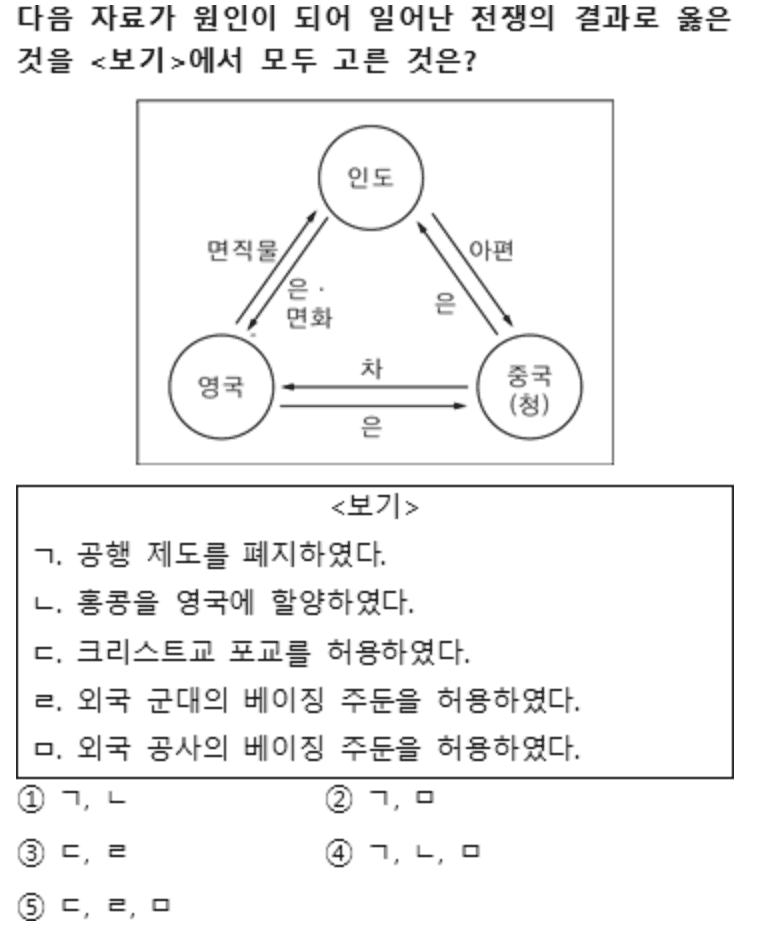 다음 자료가 원인이 되어 일어난 전쟁의 결과로 옳은
것을 <보기>에서 모두 고른 것은?
인도
면직물
아편
은 ·
면화
은
영국
차
중국
(청)
은
<보기>
ㄱ. 공행 제도를 폐지하였다.
ㄴ. 홍콩을 영국에 할양하였다.
ㄷ. 크리스트교 포교를 허용하였다.
ㄹ. 외국 군대의 베이징 주둔을 허용하였다.
ㅁ. 외국 공사의 베이징 주둔을 허용하였다.
① ㄱ, ㄴ ② ㄱ, ㅁ
③ ㄷ, ㄹ ④ ㄱ, ㄴ, ㅁ
⑤ ㄷ, ㄹ, ㅁ